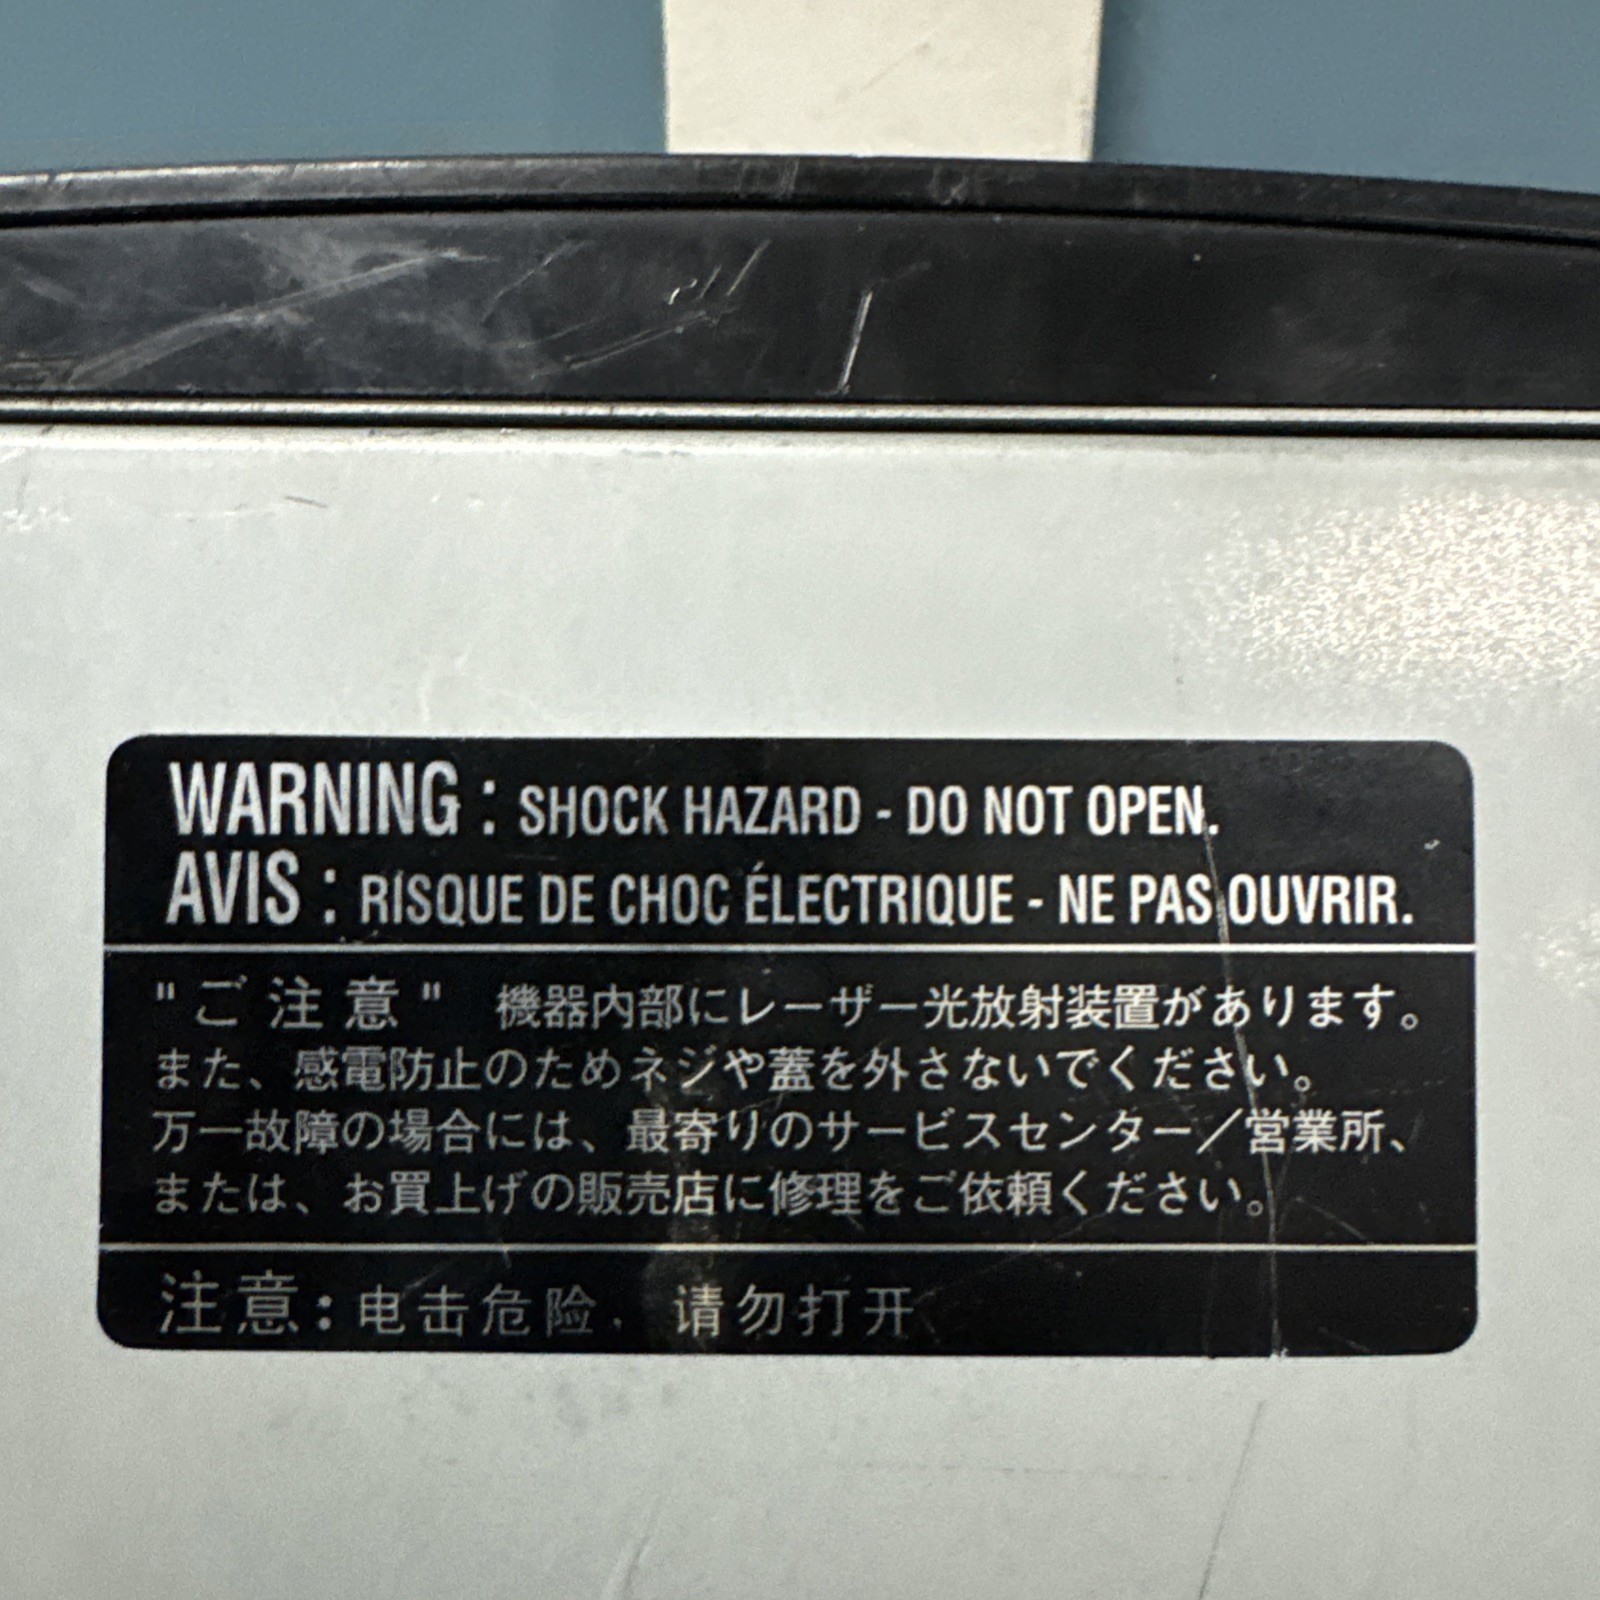 WARNING : SHOCK HAZARD - DO NOT OPEN.
AVIS : RISQUE DE CHOC ÉLECTRIQUE - NE PAS OUVRIR.
"ご注意" 機器内部にレーザー光放射装置があります。
また、感電防止のためネジや蓋を外さないでください。
万一故障の場合には、最寄りのサービスセンター／営業所、
または、お買上げの販売店に修理をご依頼ください。
注意: 电击危险. 请勿打开